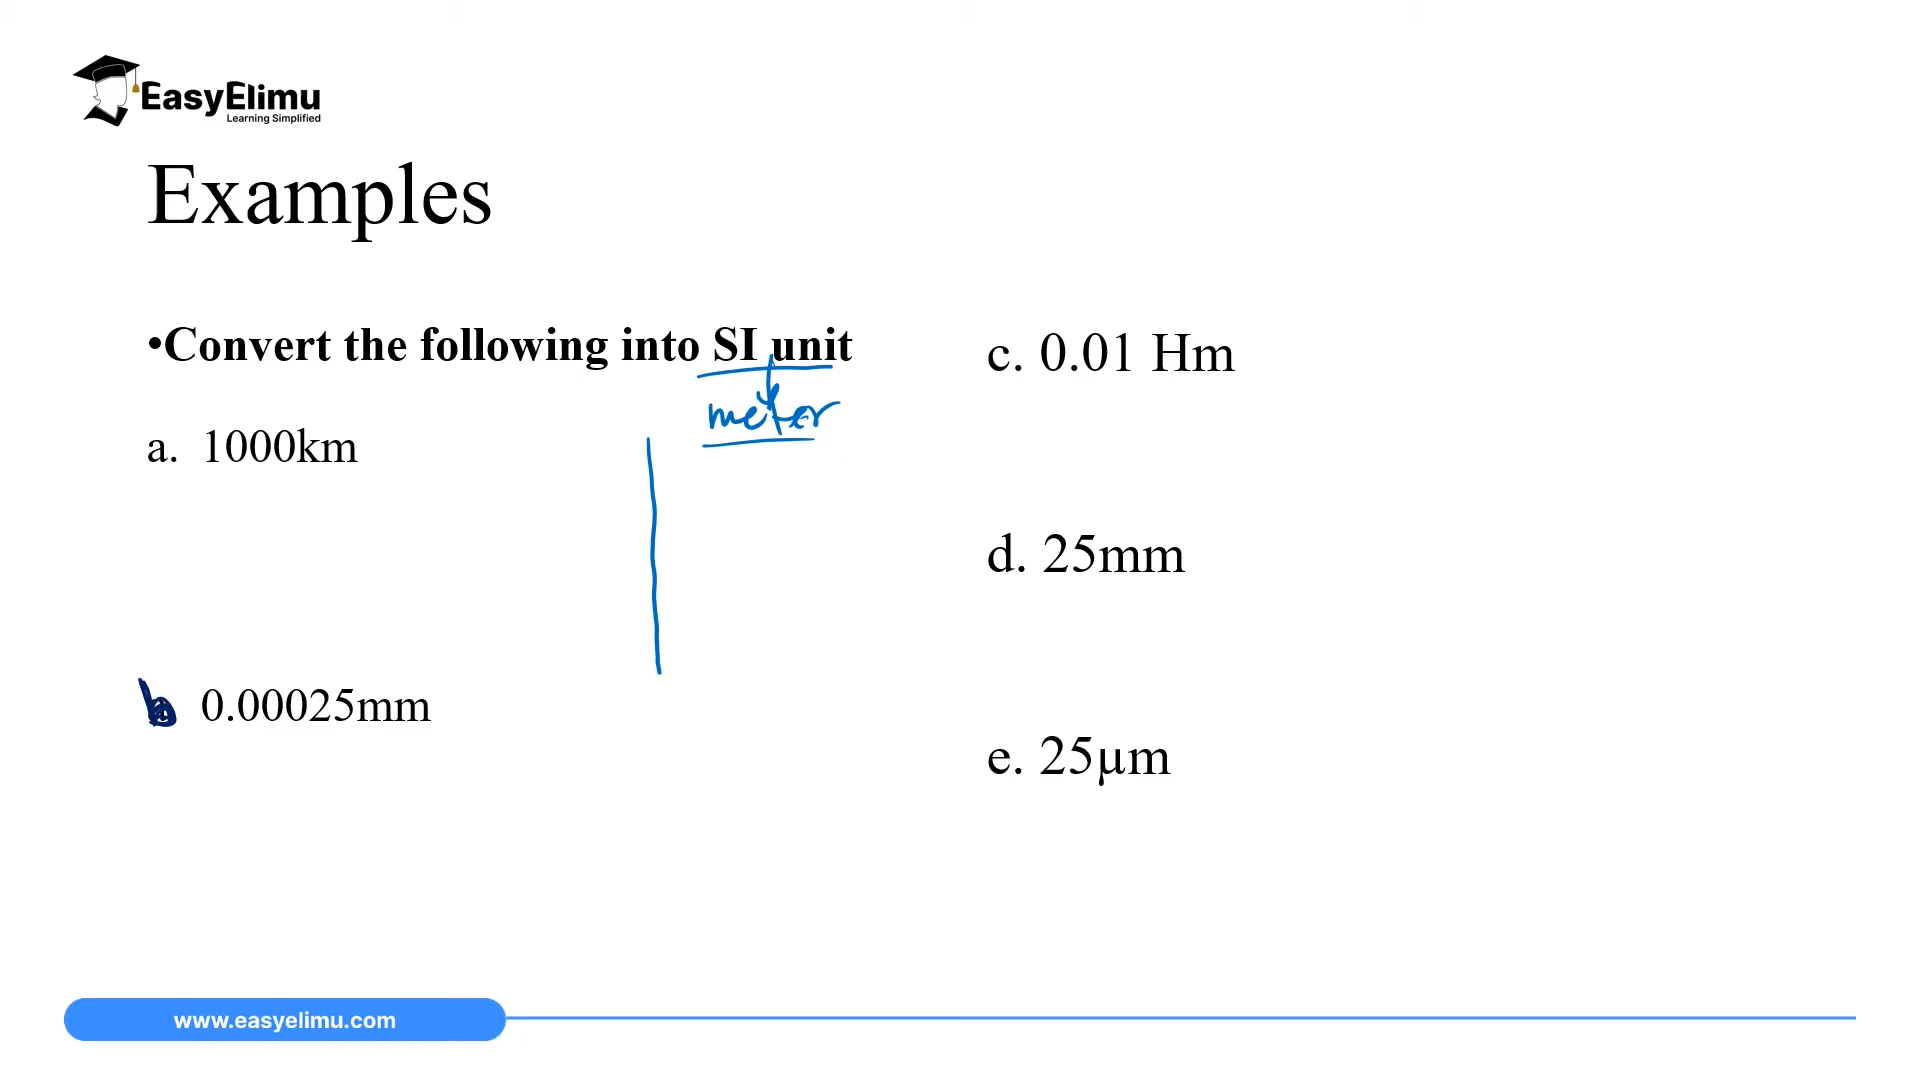 EasyElimu
Learning Simplified
Examples
•Convert the following into SI unit
meter
a. 1000km
b 0.00025mm
c. 0.01 Hm
d. 25mm
e. 25µm
www.easyelimu.com